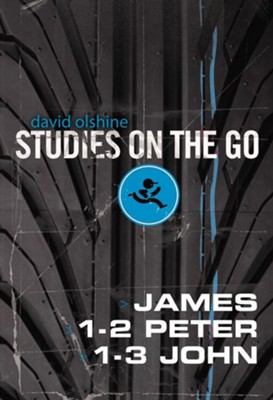 david olshine
STUDIES ON THE GO
> JAMES
> 1-2 PETER
> 1-3 JOHN